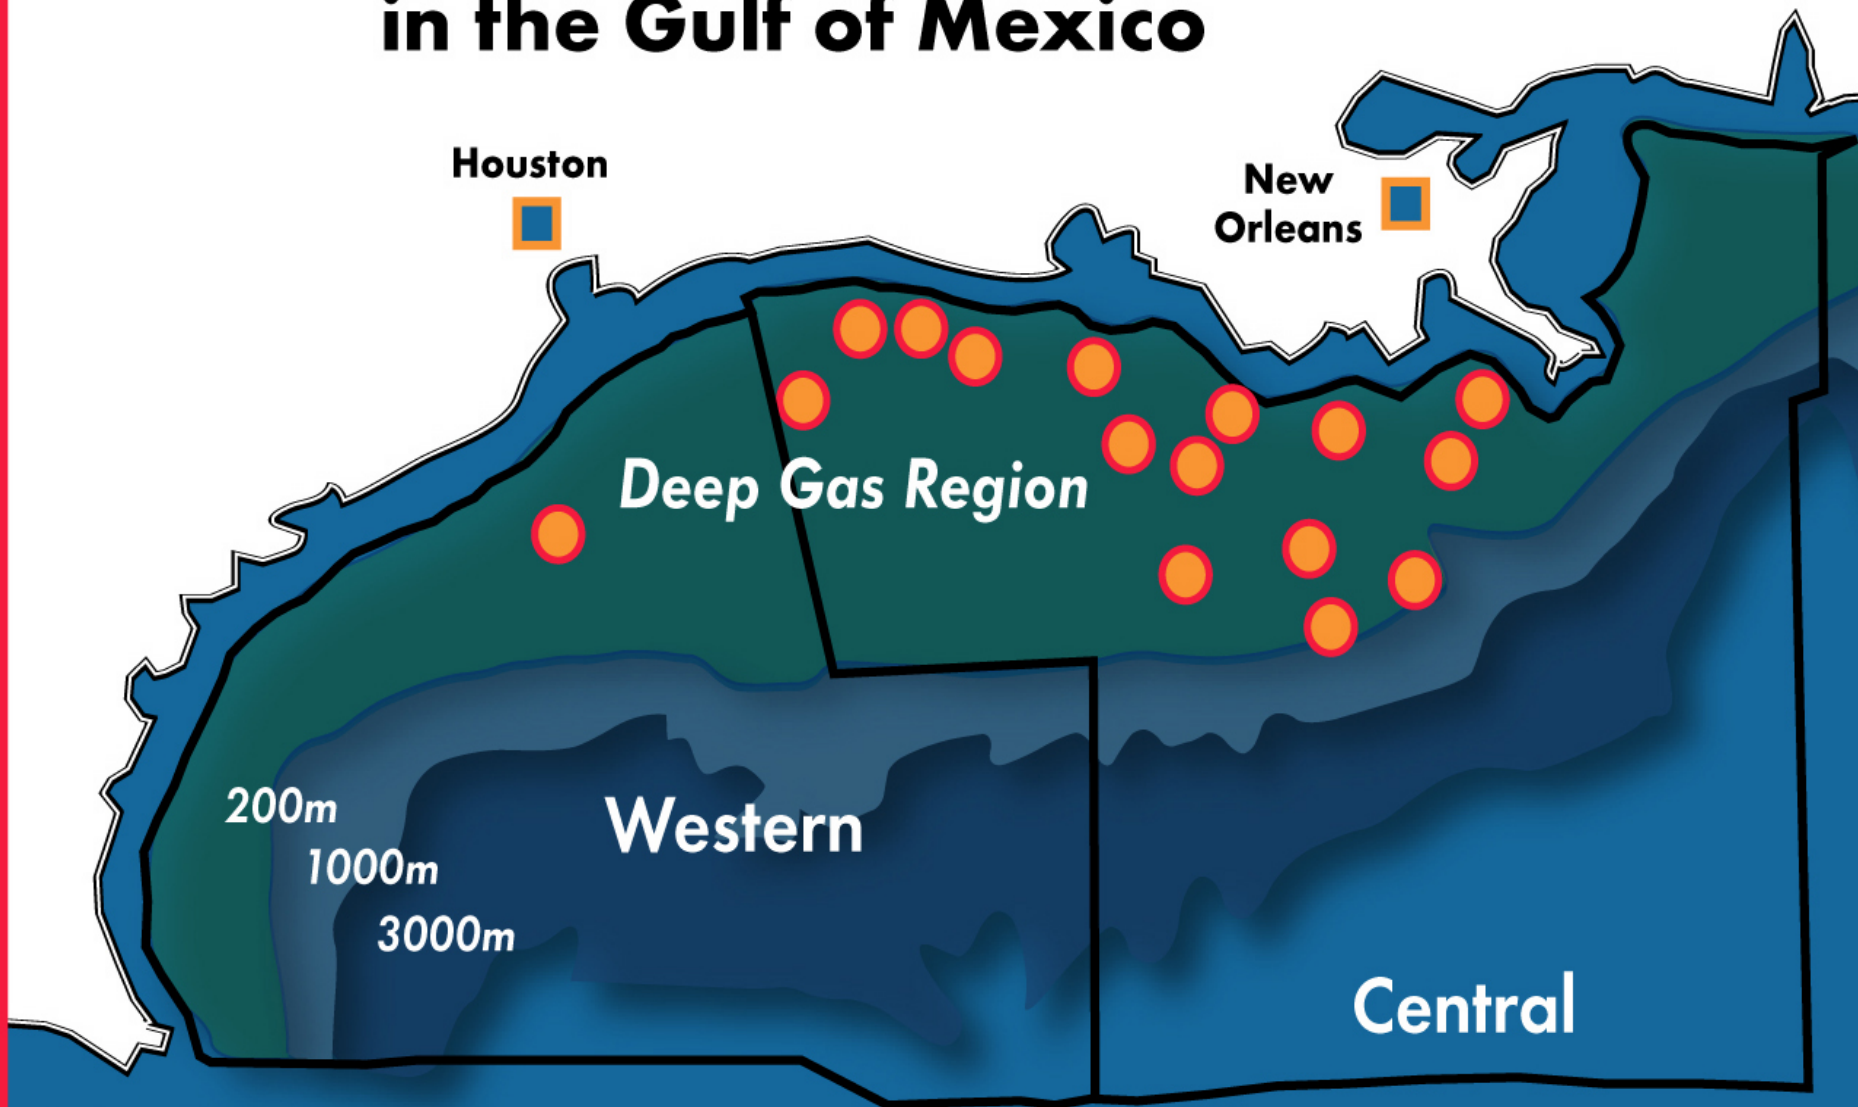 in the Gulf of Mexico
Houston
New
Orleans
Deep Gas Region
200m
1000m
3000m
Western
Central